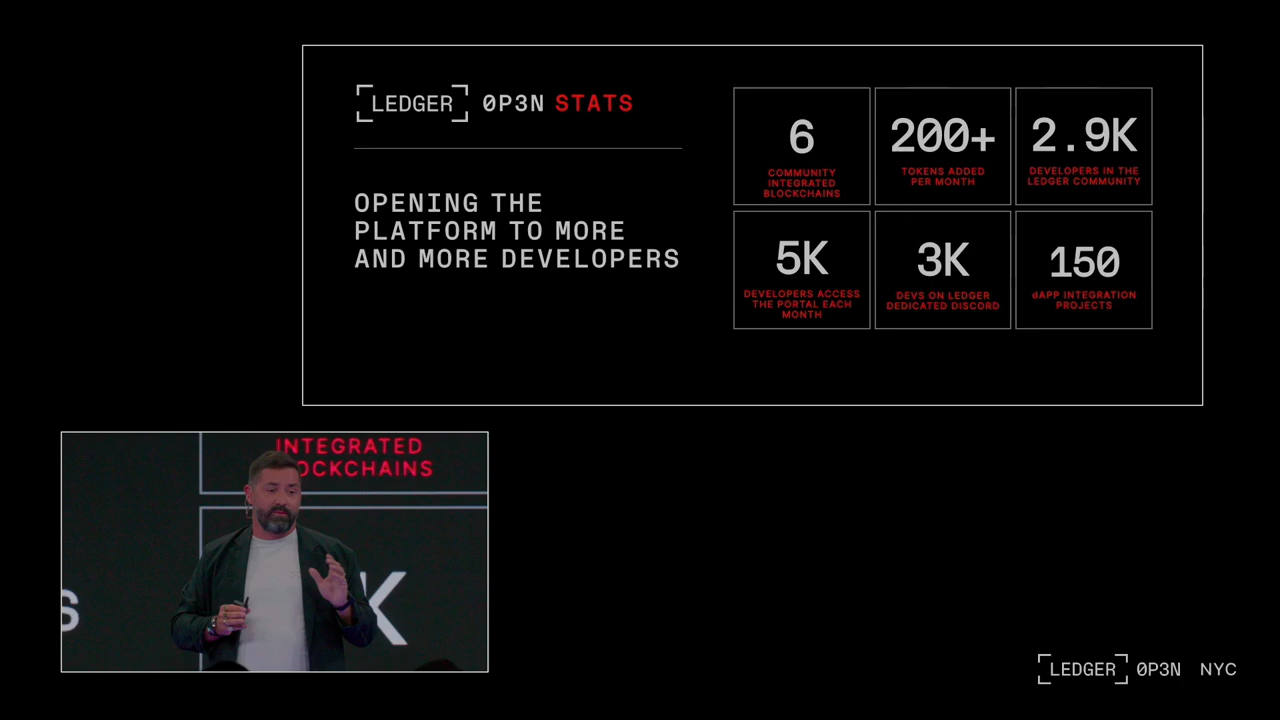 LEDGER 0P3N STATS
OPENING THE
PLATFORM TO MORE
AND MORE DEVELOPERS
6
COMMUNITY
INTEGRATED
BLOCKCHAINS
200+
TOKENS ADDED
PER MONTH
2.9K
DEVELOPERS IN THE
LEDGER COMMUNITY
5K
DEVELOPERS ACCESS
THE PORTAL EACH
MONTH
3K
DEVS ON LEDGER
DEDICATED DISCORD
150
dAPP INTEGRATION
PROJECTS
INTEGRATED
OCKCHAINS
S
K
LEDGER 0P3N NYC